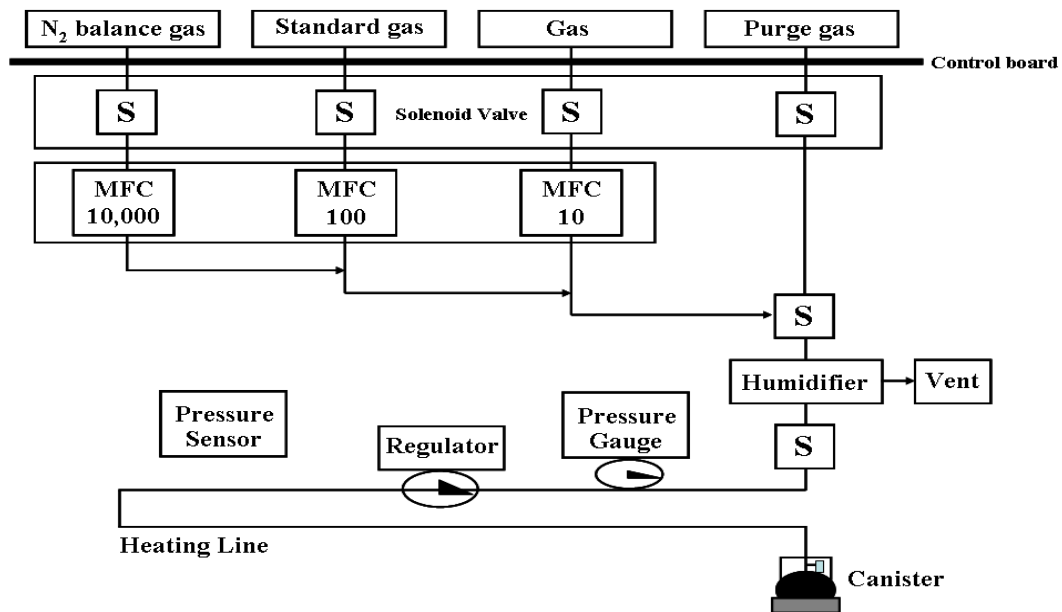 N₂ balance gas
Standard gas
Gas
Purge gas
Control board
S
S
Solenoid Valve
S
S
MFC
10,000
MFC
100
MFC
10
S
Humidifier
Vent
Pressure
Sensor
Regulator
Pressure
Gauge
S
Heating Line
Canister